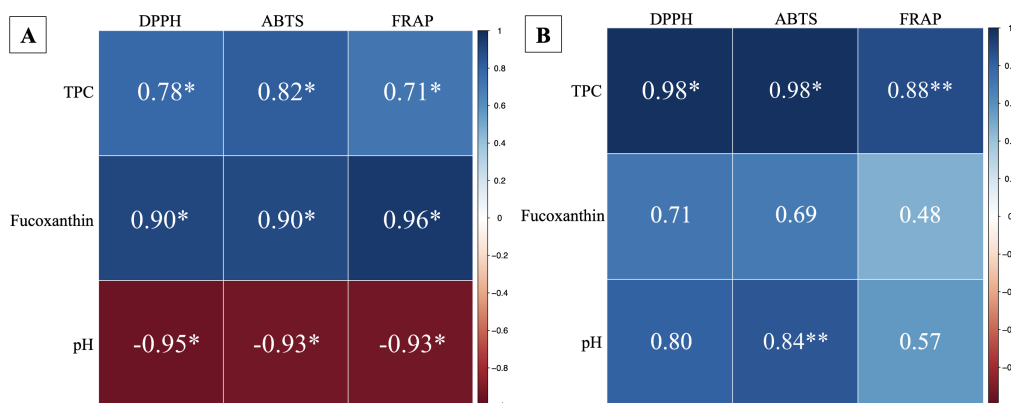 A
DPPH ABTS FRAP
TPC 0.78* 0.82* 0.71*
Fucoxanthin 0.90* 0.90* 0.96*
pH -0.95* -0.93* -0.93*
1
0.8
0.6
0.4
0.2
0
-0.2
-0.4
-0.6
-0.8
B
DPPH ABTS FRAP
TPC 0.98* 0.98* 0.88**
Fucoxanthin 0.71 0.69 0.48
pH 0.80 0.84** 0.57